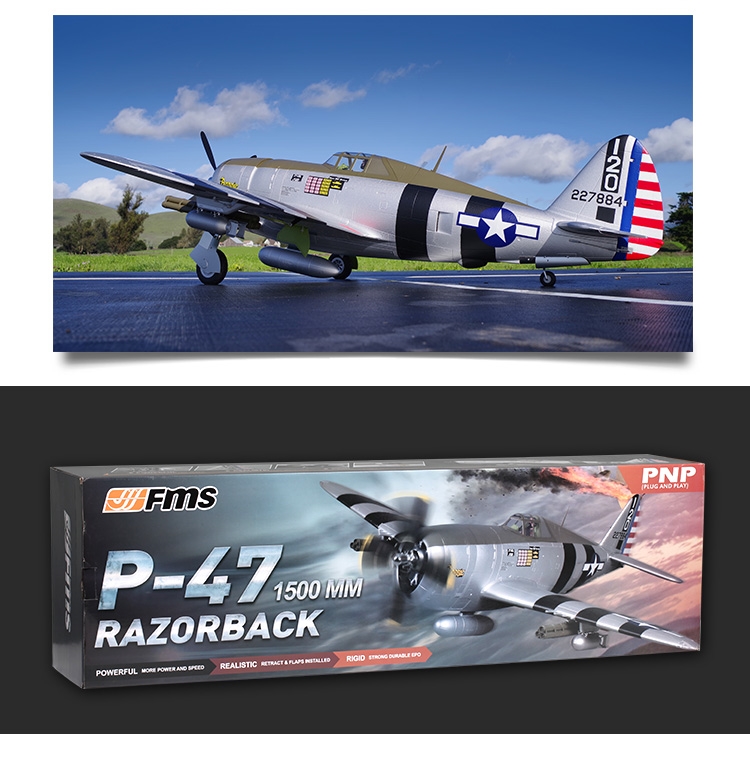 120
227884
FMS
FMS
PNP
(PLUG AND PLAY)
P-47
1500 MM
RAZORBACK
POWERFUL MORE POWER AND SPEED
REALISTIC RETRACT & FLAPS INSTALLED
RIGID STRONG DURABLE EPO